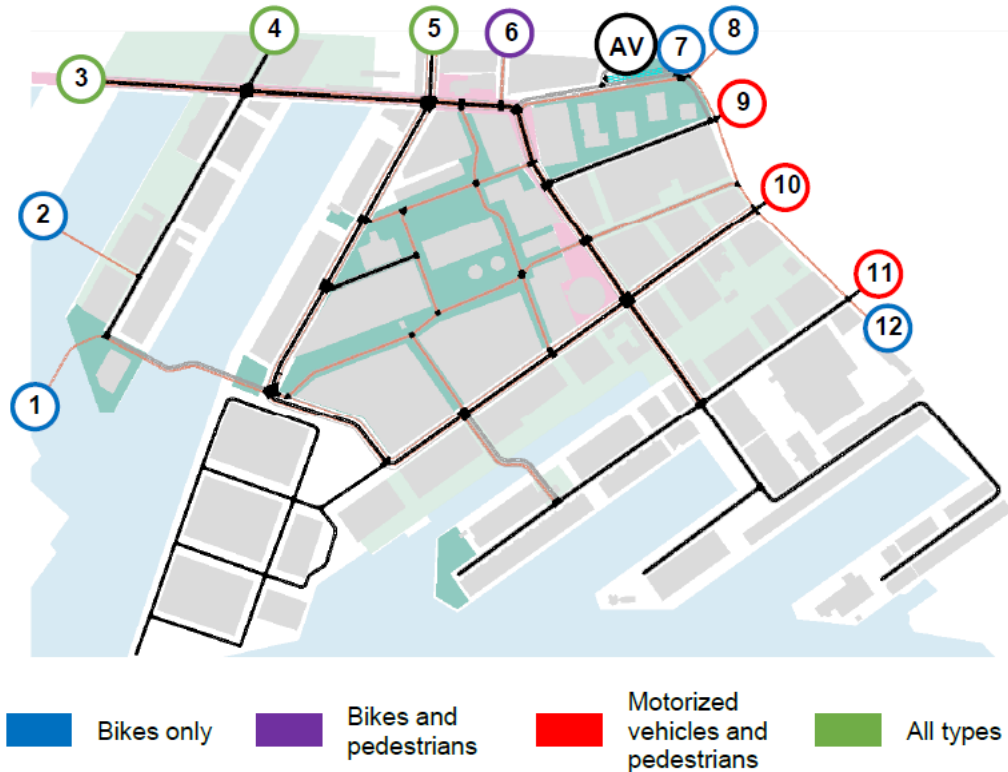 4
5
6
AV
7
8
3
9
10
2
11
12
1
Bikes only
Bikes and
pedestrians
Motorized
vehicles and
pedestrians
All types